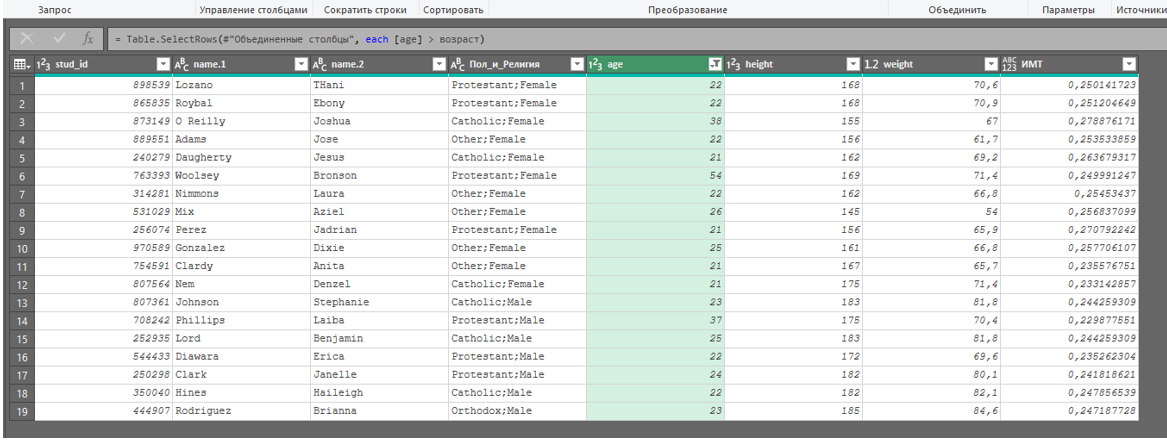 Запрос Управление столбцами Сократить строки Сортировать Преобразование Объединить Параметры Источники
fx = Table.SelectRows(#"Объединенные столбцы", each [age] > возраст)
1²3 stud_id AᴮC name.1 AᴮC name.2 AᴮC Пол_и_Религия 1²3 age 1²3 height 1.2 weight ABC 123 ИМТ
1 898539 Lozano THani Protestant;Female 22 168 70,6 0,250141723
2 865835 Roybal Ebony Protestant;Female 22 168 70,9 0,251204649
3 873149 O Reilly Joshua Catholic;Female 38 155 67 0,278876171
4 889551 Adams Jose Other;Female 22 156 61,7 0,253533859
5 240279 Daugherty Jesus Catholic;Female 21 162 69,2 0,263679317
6 763393 Woolsey Bronson Protestant;Female 54 169 71,4 0,249991247
7 314281 Nimmons Laura Other;Female 22 162 66,8 0,25453437
8 531029 Mix Aziel Other;Female 26 145 54 0,256837099
9 256074 Perez Jadrian Protestant;Female 21 156 65,9 0,270792242
10 970589 Gonzalez Dixie Other;Female 25 161 66,8 0,257706107
11 754591 Clardy Anita Other;Female 21 167 65,7 0,235576751
12 807564 Nem Denzel Catholic;Female 21 175 71,4 0,233142857
13 807361 Johnson Stephanie Catholic;Male 23 183 81,8 0,244259309
14 708242 Phillips Laiba Protestant;Male 37 175 70,4 0,229877551
15 252935 Lord Benjamin Catholic;Male 25 183 81,8 0,244259309
16 544433 Diawara Erica Protestant;Male 22 172 69,6 0,235262304
17 250298 Clark Janelle Protestant;Male 24 182 80,1 0,241818621
18 350040 Hines Haileigh Catholic;Male 22 182 82,1 0,247856539
19 444907 Rodriguez Brianna Orthodox;Male 23 185 84,6 0,247187728